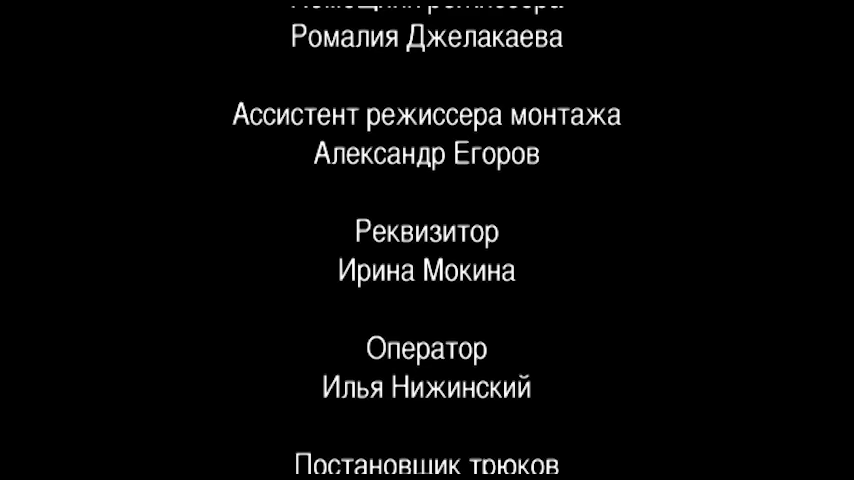 Ромалия Джелакаева
Ассистент режиссера монтажа
Александр Егоров
Реквизитор
Ирина Мокина
Оператор
Илья Нижинский
Постановщик трюков